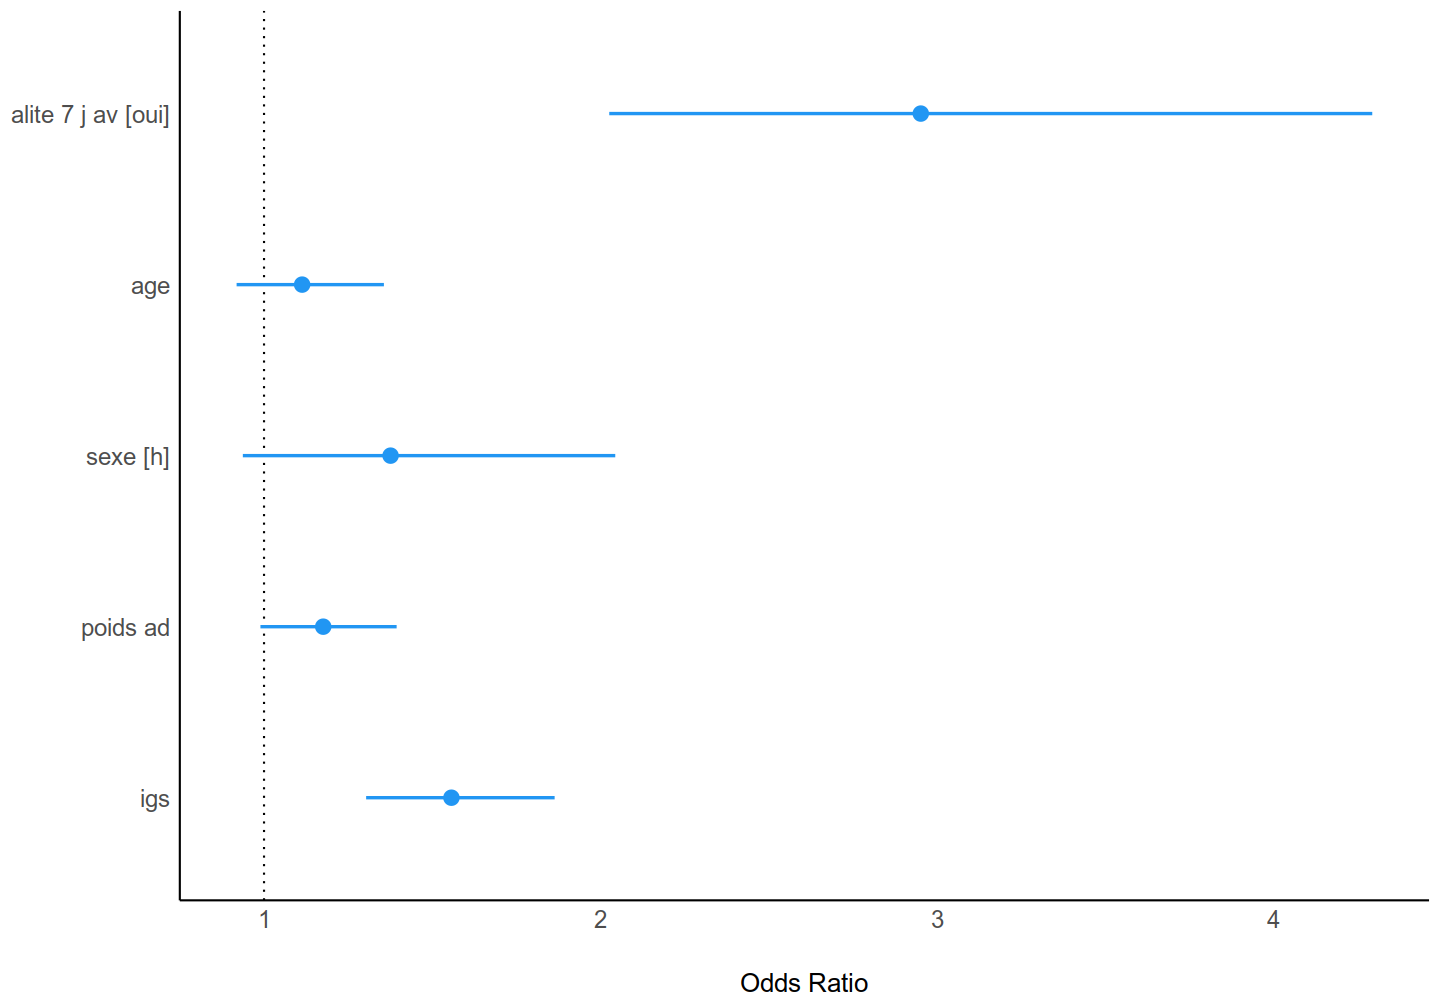 alite 7 j av [oui]
age
sexe [h]
poids ad
igs
1 2 3 4
Odds Ratio